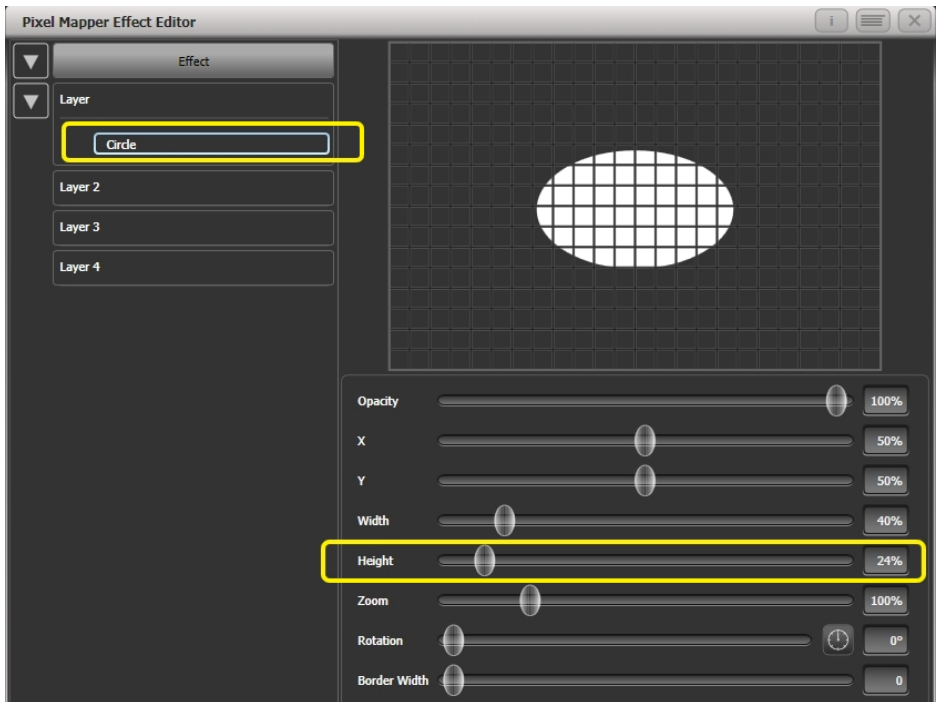 Pixel Mapper Effect Editor
i
Effect
Layer
Circle
Layer 2
Layer 3
Layer 4
Opacity 100%
X 50%
Y 50%
Width 40%
Height 24%
Zoom 100%
Rotation 0°
Border Width 0